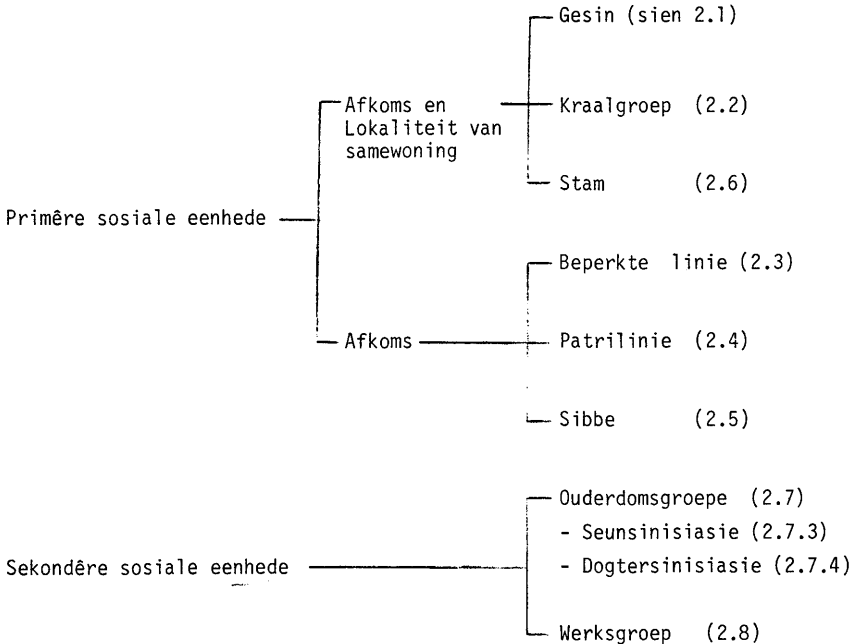 Gesin (sien 2.1)
Afkoms en
Lokaliteit van
samewoning
Kraalgroep (2.2)
Stam (2.6)
Primêre sosiale eenhede
Beperkte linie (2.3)
Afkoms
Patrilinie (2.4)
Sibbe (2.5)
Ouderdomsgroepe (2.7)
- Seunsinisiasie (2.7.3)
- Dogtersinisiasie (2.7.4)
Sekondêre sosiale eenhede
Werksgroep (2.8)